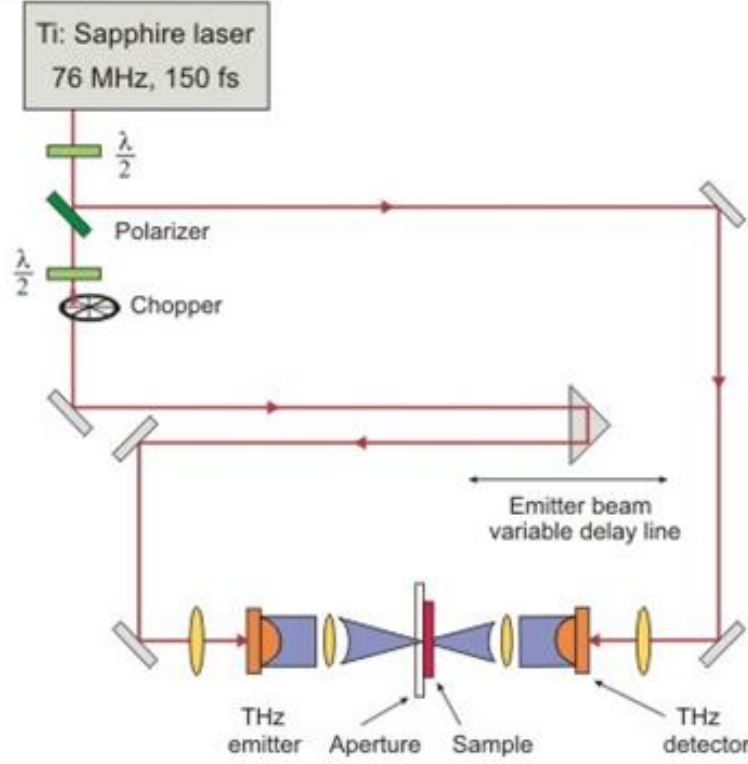 Ti: Sapphire laser
76 MHz, 150 fs
λ
2
Polarizer
λ
2
Chopper
Emitter beam
variable delay line
THz
emitter
Aperture
Sample
THz
detector